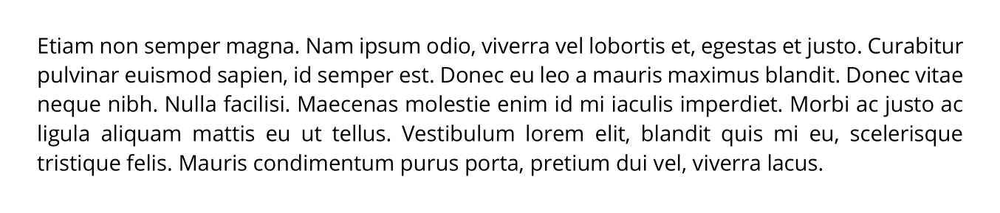 Etiam non semper magna. Nam ipsum odio, viverra vel lobortis et, egestas et justo. Curabitur
pulvinar euismod sapien, id semper est. Donec eu leo a mauris maximus blandit. Donec vitae
neque nibh. Nulla facilisi. Maecenas molestie enim id mi iaculis imperdiet. Morbi ac justo ac
ligula aliquam mattis eu ut tellus. Vestibulum lorem elit, blandit quis mi eu, scelerisque
tristique felis. Mauris condimentum purus porta, pretium dui vel, viverra lacus.